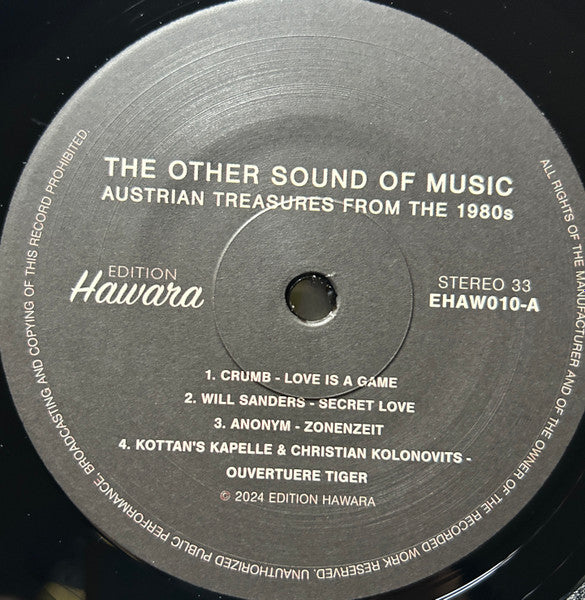 THE OTHER SOUND OF MUSIC
AUSTRIAN TREASURES FROM THE 1980s
EDITION
Hawara
STEREO 33
EHAW010-A
1. CRUMB - LOVE IS A GAME
2. WILL SANDERS - SECRET LOVE
3. ANONYM - ZONENZEIT
4. KOTTAN'S KAPELLE & CHRISTIAN KOLONOVITS -
OUVERTUERE TIGER
© 2024 EDITION HAWARA
ALL RIGHTS OF THE MANUFACTURER AND OF THE OWNER OF THE RECORDED WORK RESERVED. UNAUTHORIZED PUBLIC PERFORMANCE, BROADCASTING AND COPYING OF THIS RECORD PROHIBITED.